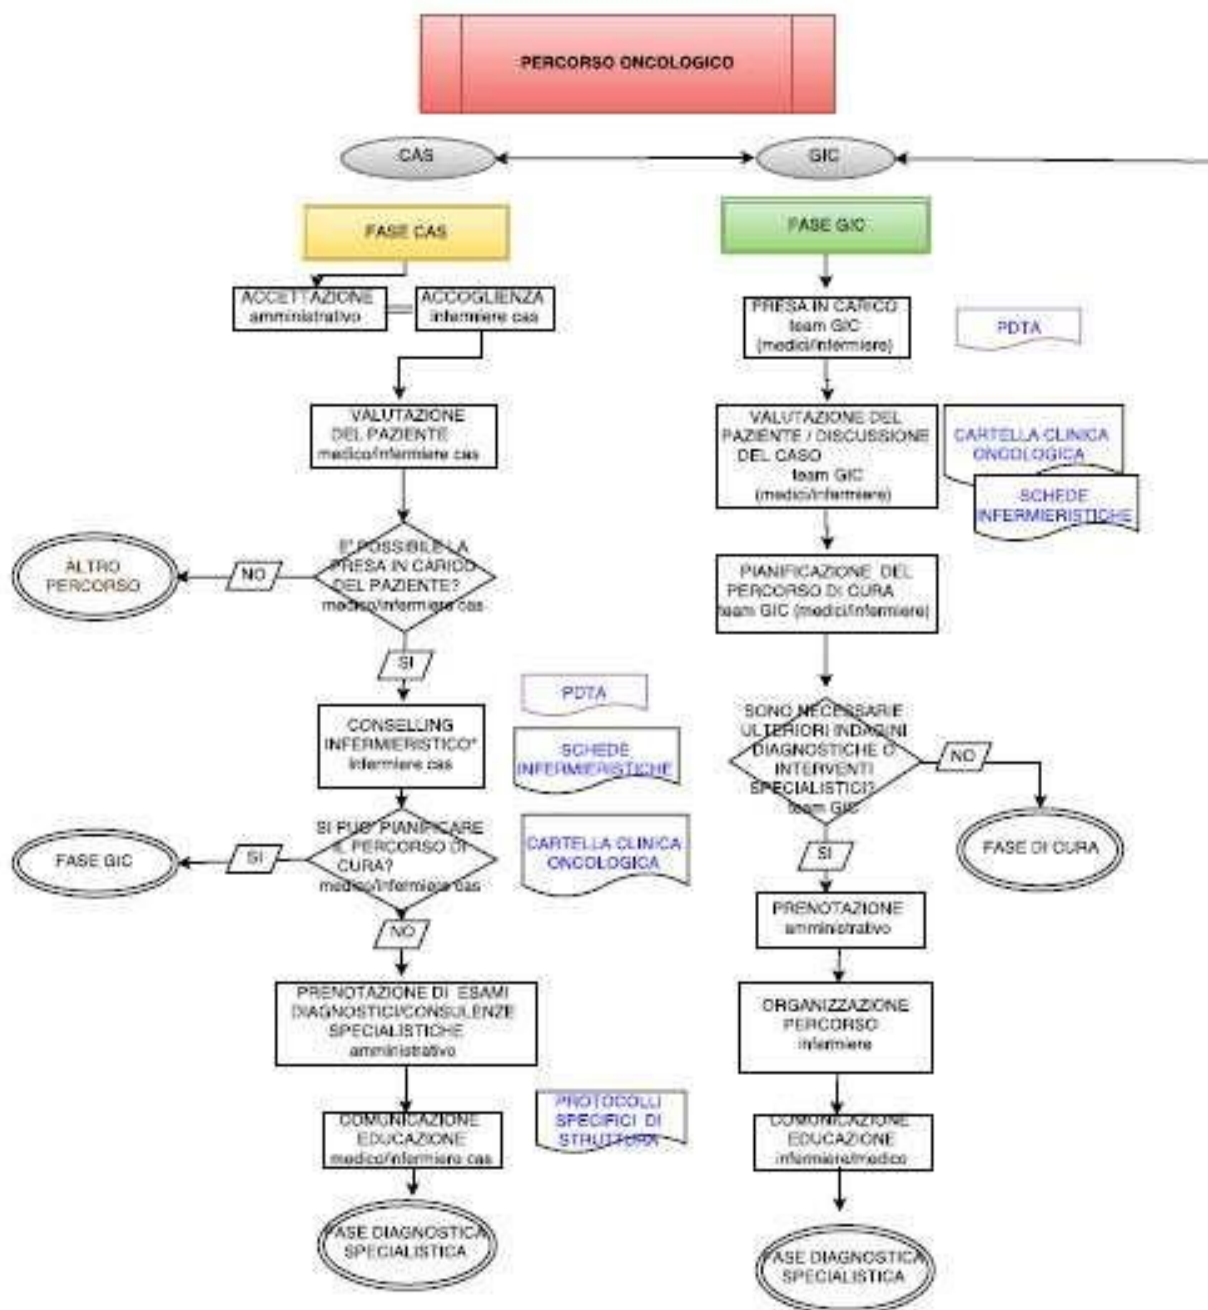 PERCORSO ONCOLOGICO
CAS
GIC
FASE CAS
ACCETTAZIONE
amministrativo
ACCOGLIENZA
infermiere cas
VALUTAZIONE
DEL PAZIENTE
medico/infermiere cas
E' POSSIBILE LA
PRESA IN CARICO
DEL PAZIENTE?
medico/infermiere cas
NO
ALTRO
PERCORSO
SI
CONSELLING
INFERMIERISTICO*
infermiere cas
PDTA
SCHEDE
INFERMIERISTICHE
SI PUO' PIANIFICARE
IL PERCORSO DI
CURA?
medico/infermiere cas
CARTELLA CLINICA
ONCOLOGICA
SI
FASE GIC
NO
PRENOTAZIONE DI ESAMI
DIAGNOSTICI/CONSULENZE
SPECIALISTICHE
amministrativo
COMUNICAZIONE
EDUCAZIONE
medico/infermiere cas
PROTOCOLLI
SPECIFICI DI
STRUTTURA
FASE DIAGNOSTICA
SPECIALISTICA
FASE GIC
PRESA IN CARICO
team GIC
(medici/infermiere)
PDTA
VALUTAZIONE DEL
PAZIENTE / DISCUSSIONE
DEL CASO
team GIC
(medici/infermiere)
CARTELLA CLINICA
ONCOLOGICA
SCHEDE
INFERMIERISTICHE
PIANIFICAZIONE DEL
PERCORSO DI CURA
team GIC (medici/infermiere)
SONO NECESSARIE
ULTERIORI INDAGINI
DIAGNOSTICHE O
INTERVENTI
SPECIALISTICI?
team GIC
NO
FASE DI CURA
SI
PRENOTAZIONE
amministrativo
ORGANIZZAZIONE
PERCORSO
infermiere
COMUNICAZIONE
EDUCAZIONE
infermiere/medico
FASE DIAGNOSTICA
SPECIALISTICA